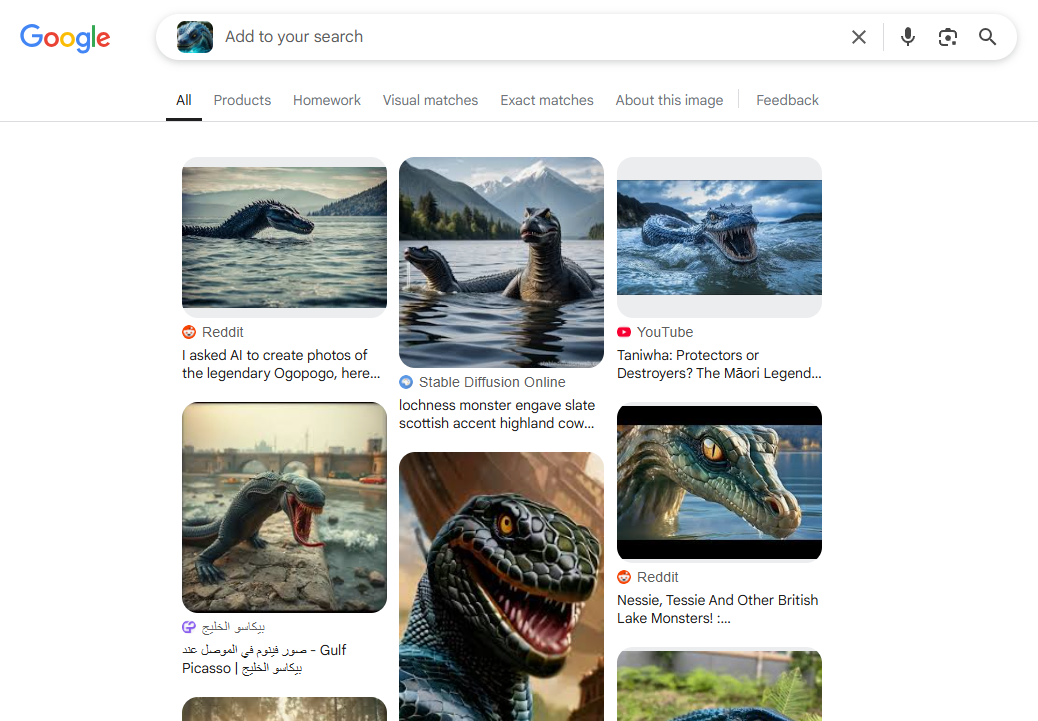 Google
Add to your search
All
Products
Homework
Visual matches
Exact matches
About this image
Feedback
Reddit
I asked AI to create photos of
the legendary Ogopogo, here...
Stable Diffusion Online
lochness monster engave slate
scottish accent highland cow...
YouTube
Taniwha: Protectors or
Destroyers? The Māori Legend...
بيكاسو الخليج
صور فينوم في الموصل عند - Gulf
Picasso | بيكاسو الخليج
Reddit
Nessie, Tessie And Other British
Lake Monsters! :...